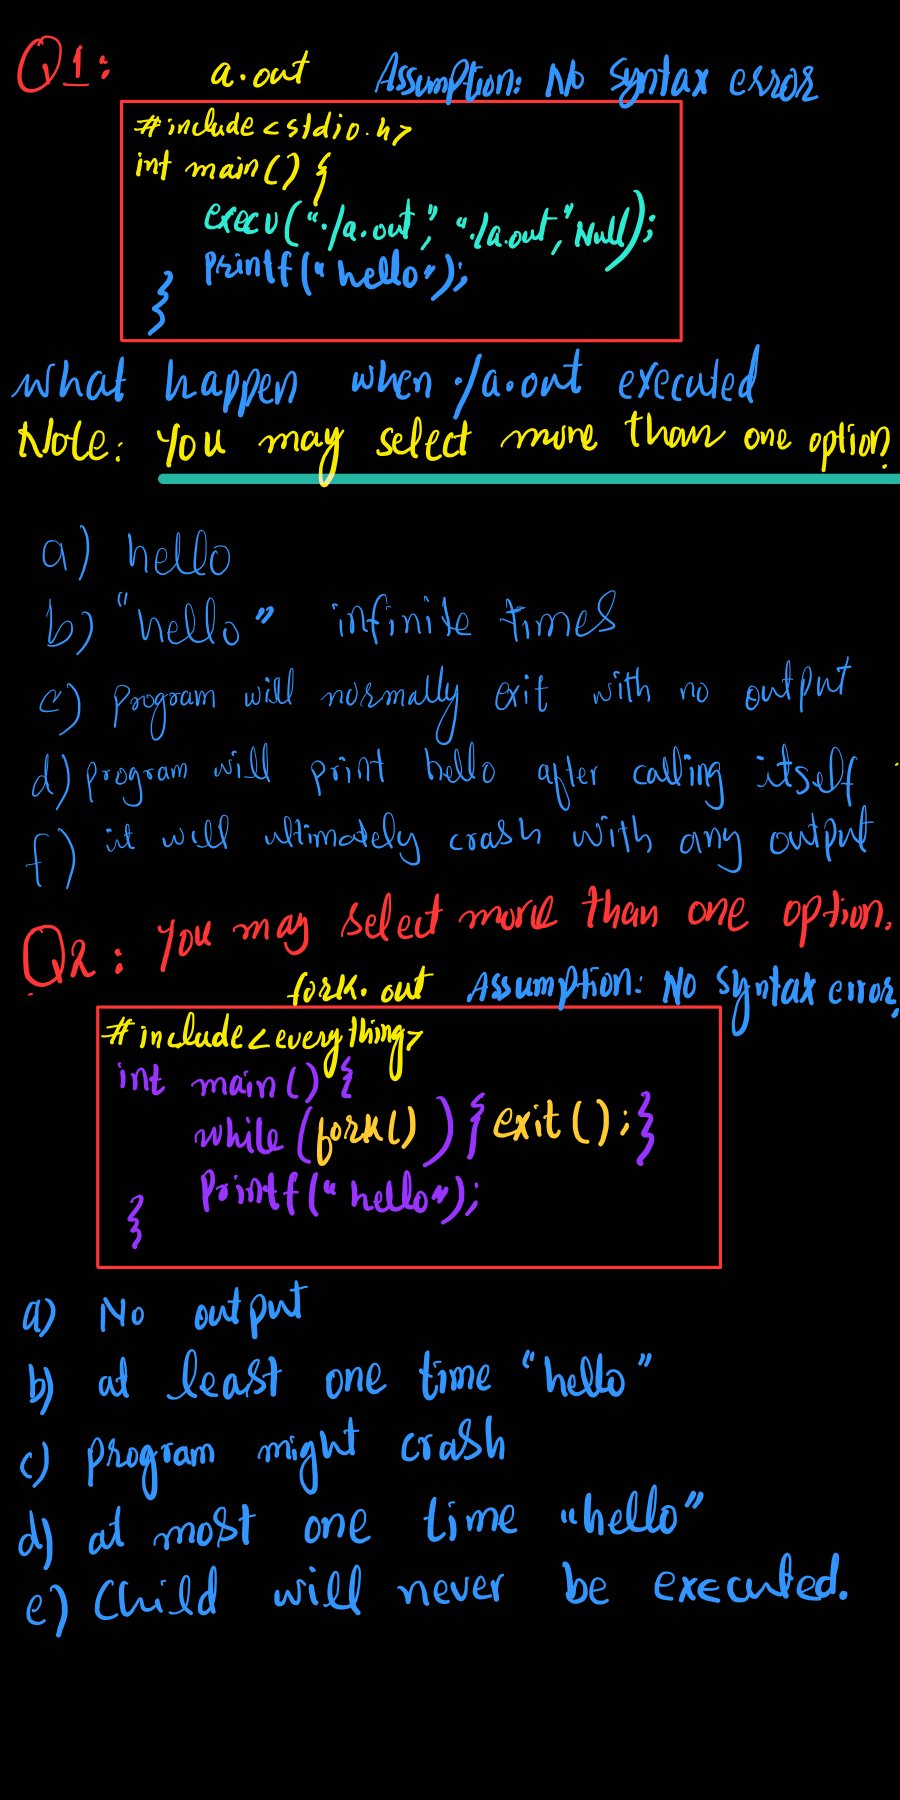 Q1:
a.out Assumption: No syntax error
#include<stdio.h>
int main() {
execv("./a.out", "./a.out", Null);
printf("hello");
}
what happen when ./a.out executed
Note: You may select more than one option.
a) hello
b) "hello" infinite times
c) program will normally exit with no output
d) program will print hello after calling itself
f) it will ultimately crash with any output
Q2: You may select more than one option.
fork.out Assumption: No syntax error,
#include<everything>
int main() {
while(fork()) { exit(); }
Printf("hello");
}
a) No output
b) at least one time "hello"
c) program might crash
d) at most one time "hello"
e) Child will never be executed.